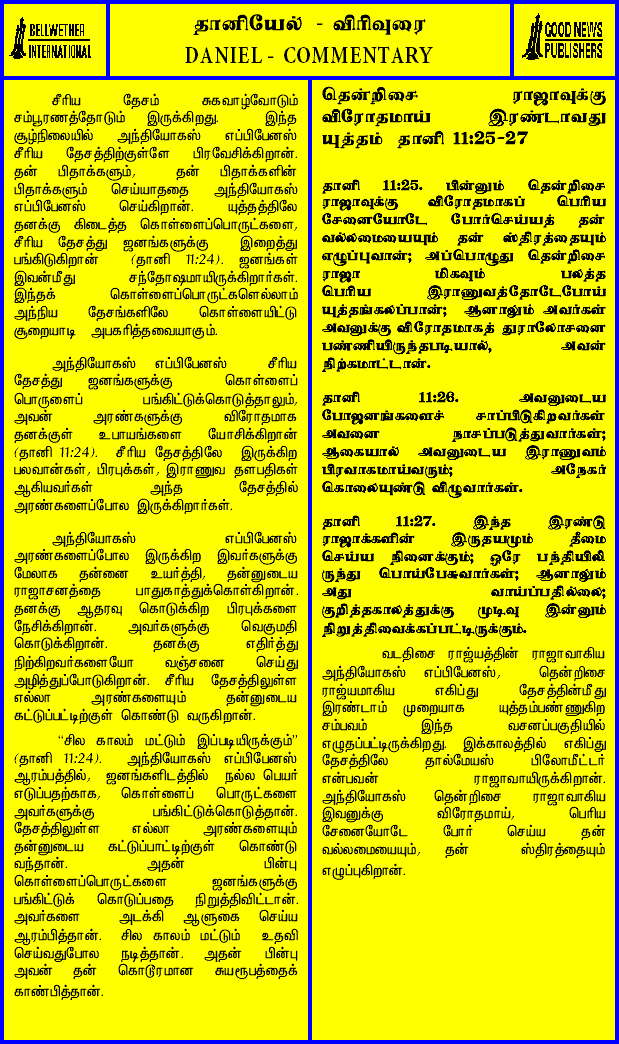 BELLWETHER
INTERNATIONAL
தானியேல் - விரிவுரை
DANIEL - COMMENTARY
GOOD NEWS
PUBLISHERS
சீரிய தேசம் சுகவாழ்வோடும்
சம்பூரணத்தோடும் இருக்கிறது. இந்த
சூழ்நிலையில் அந்தியோகஸ் எப்பிபேனஸ்
சீரிய தேசத்திற்குள்ளே பிரவேசிக்கிறான்.
தன் பிதாக்களும், தன் பிதாக்களின்
பிதாக்களும் செய்யாததை அந்தியோகஸ்
எப்பிபேனஸ் செய்கிறான். யுத்தத்திலே
தனக்கு கிடைத்த கொள்ளைப்பொருட்களை,
சீரிய தேசத்து ஜனங்களுக்கு இறைத்து
பங்கிடுகிறான் (தானி 11:24). ஜனங்கள்
இவன்மீது சந்தோஷமாயிருக்கிறார்கள்.
இந்தக் கொள்ளைப்பொருட்களெல்லாம்
அந்நிய தேசங்களிலே கொள்ளையிட்டு
சூறையாடி அபகரித்தவையாகும்.
அந்தியோகஸ் எப்பிபேனஸ் சீரிய
தேசத்து ஜனங்களுக்கு கொள்ளைப்
பொருளைப் பங்கிட்டுக்கொடுத்தாலும்,
அவன் அரண்களுக்கு விரோதமாக
தனக்குள் உபாயங்களை யோசிக்கிறான்
(தானி 11:24). சீரிய தேசத்திலே இருக்கிற
பலவான்கள், பிரபுக்கள், இராணுவ தளபதிகள்
ஆகியவர்கள் அந்த தேசத்தில்
அரண்களைப்போல இருக்கிறார்கள்.
அந்தியோகஸ் எப்பிபேனஸ்
அரண்களைப்போல இருக்கிற இவர்களுக்கு
மேலாக தன்னை உயர்த்தி, தன்னுடைய
ராஜாசனத்தை பாதுகாத்துக்கொள்கிறான்.
தனக்கு ஆதரவு கொடுக்கிற பிரபுக்களை
நேசிக்கிறான். அவர்களுக்கு வெகுமதி
கொடுக்கிறான். தனக்கு எதிர்த்து
நிற்கிறவர்களையோ வஞ்சனை செய்து
அழித்துப்போடுகிறான். சீரிய தேசத்திலுள்ள
எல்லா அரண்களையும் தன்னுடைய
கட்டுப்பட்டிற்குள் கொண்டு வருகிறான்.
“சில காலம் மட்டும் இப்படியிருக்கும்”
(தானி 11:24). அந்தியோகஸ் எப்பிபேனஸ்
ஆரம்பத்தில், ஜனங்களிடத்தில் நல்ல பெயர்
எடுப்பதற்காக, கொள்ளைப் பொருட்களை
அவர்களுக்கு பங்கிட்டுக்கொடுத்தான்.
தேசத்திலுள்ள எல்லா அரண்களையும்
தன்னுடைய கட்டுப்பாட்டிற்குள் கொண்டு
வந்தான். அதன் பின்பு
கொள்ளைப்பொருட்களை ஜனங்களுக்கு
பங்கிட்டுக் கொடுப்பதை நிறுத்திவிட்டான்.
அவர்களை அடக்கி ஆளுகை செய்ய
ஆரம்பித்தான். சில காலம் மட்டும் உதவி
செய்வதுபோல நடித்தான். அதன் பின்பு
அவன் தன் கொடூரமான சுயரூபத்தைக்
காண்பித்தான்.
தென்றிசை ராஜாவுக்கு
விரோதமாய் இரண்டாவது
யுத்தம் தானி 11:25-27
தானி 11:25. பின்னும் தென்றிசை
ராஜாவுக்கு விரோதமாகப் பெரிய
சேனையோடே போர்செய்யத் தன்
வல்லமையையும் தன் ஸ்திரத்தையும்
எழுப்புவான்; அப்பொழுது தென்றிசை
ராஜா மிகவும் பலத்த
பெரிய இராணுவத்தோடேபோய்
யுத்தங்கலப்பான்; ஆனாலும் அவர்கள்
அவனுக்கு விரோதமாகத் துராலோசனை
பண்ணியிருந்தபடியால், அவன்
நிற்கமாட்டான்.
தானி 11:26. அவனுடைய
போஜனங்களைச் சாப்பிடுகிறவர்கள்
அவனை நாசப்படுத்துவார்கள்;
ஆகையால் அவனுடைய இராணுவம்
பிரவாகமாய்வரும்; அநேகர்
கொலையுண்டு விழுவார்கள்.
தானி 11:27. இந்த இரண்டு
ராஜாக்களின் இருதயமும் தீமை
செய்ய நினைக்கும்; ஒரே பந்தியிலி
ருந்து பொய்பேசுவார்கள்; ஆனாலும்
அது வாய்ப்பதில்லை;
குறித்தகாலத்துக்கு முடிவு இன்னும்
நிறுத்திவைக்கப்பட்டிருக்கும்.
வடதிசை ராஜ்யத்தின் ராஜாவாகிய
அந்தியோகஸ் எப்பிபேனஸ், தென்றிசை
ராஜ்யமாகிய எகிப்து தேசத்தின்மீது
இரண்டாம் முறையாக யுத்தம்பண்ணுகிற
சம்பவம் இந்த வசனப்பகுதியில்
எழுதப்பட்டிருக்கிறது. இக்காலத்தில் எகிப்து
தேசத்திலே தால்மேயஸ் பிலோமீட்டர்
என்பவன் ராஜாவாயிருக்கிறான்.
அந்தியோகஸ் தென்றிசை ராஜாவாகிய
இவனுக்கு விரோதமாய், பெரிய
சேனையோடே போர் செய்ய தன்
வல்லமையையும், தன் ஸ்திரத்தையும்
எழுப்புகிறான்.